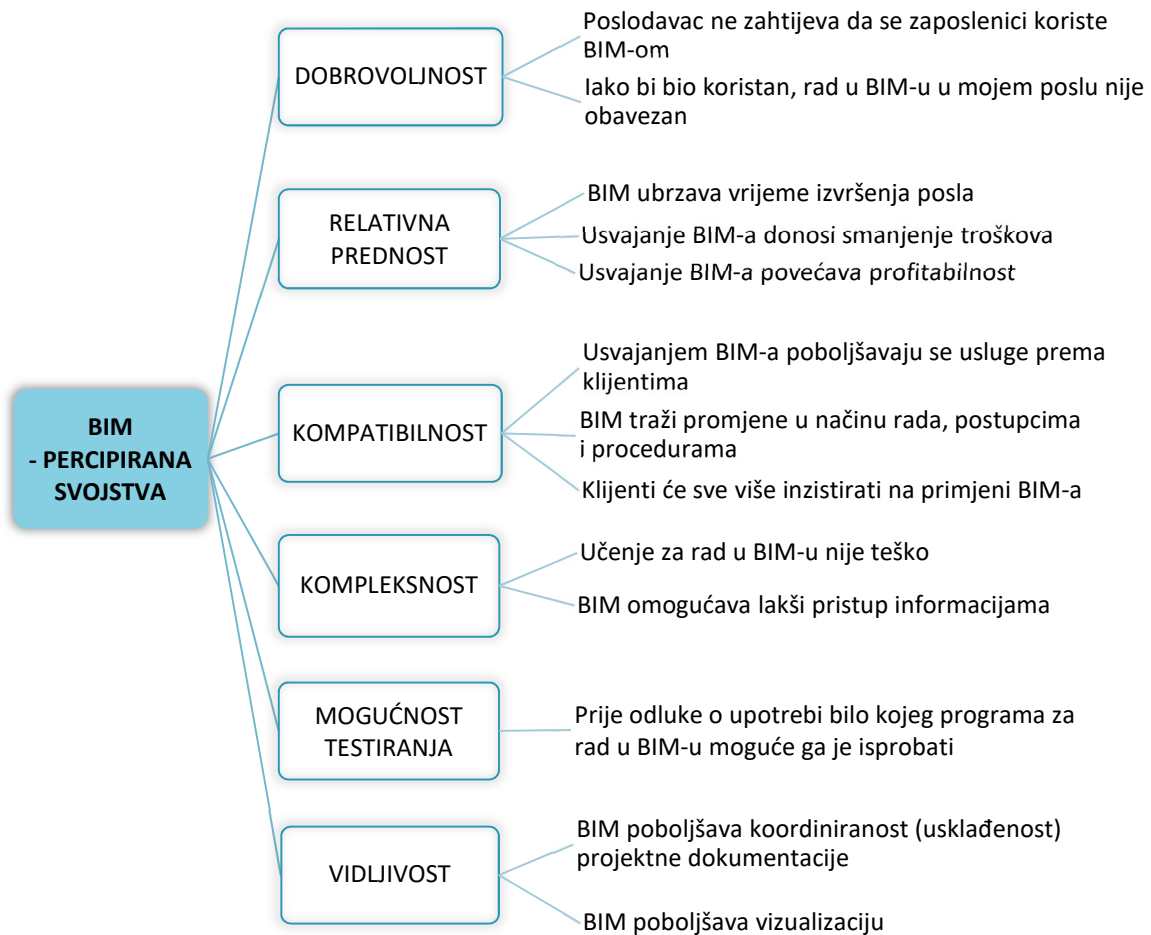 BIM
- PERCIPIRANA
SVOJSTVA
DOBROVOLJNOST
Poslodavac ne zahtijeva da se zaposlenici koriste
BIM-om
Iako bi bio koristan, rad u BIM-u u mojem poslu nije
obavezan
RELATIVNA
PREDNOST
BIM ubrzava vrijeme izvršenja posla
Usvajanje BIM-a donosi smanjenje troškova
Usvajanje BIM-a povećava profitabilnost
KOMPATIBILNOST
Usvajanjem BIM-a poboljšavaju se usluge prema
klijentima
BIM traži promjene u načinu rada, postupcima
i procedurama
Klijenti će sve više inzistirati na primjeni BIM-a
KOMPLEKSNOST
Učenje za rad u BIM-u nije teško
BIM omogućava lakši pristup informacijama
MOGUĆNOST
TESTIRANJA
Prije odluke o upotrebi bilo kojeg programa za
rad u BIM-u moguće ga je isprobati
VIDLJIVOST
BIM poboljšava koordiniranost (usklađenost)
projektne dokumentacije
BIM poboljšava vizualizaciju